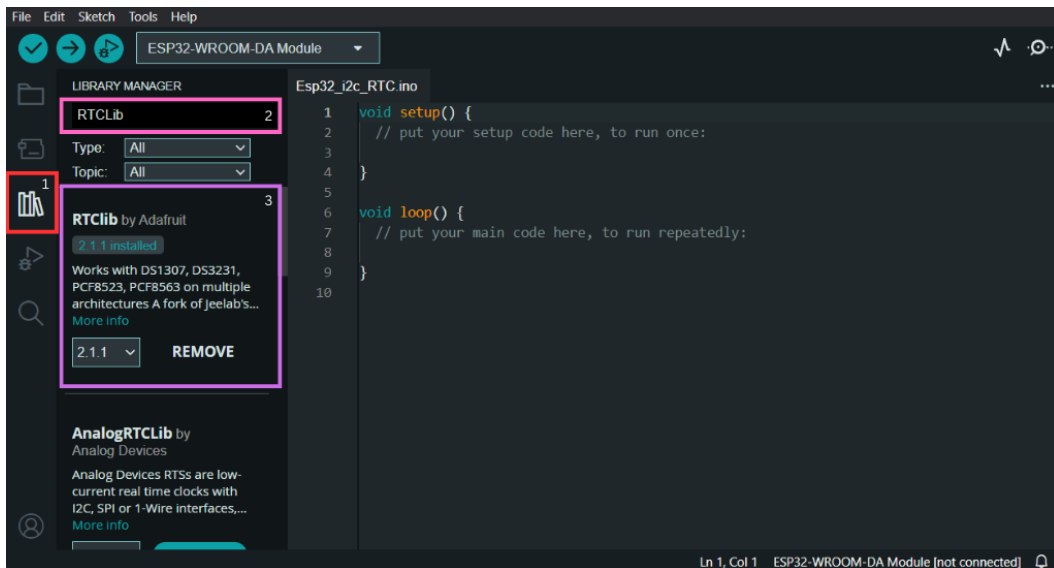 File Edit Sketch Tools Help
ESP32-WROOM-DA Module
LIBRARY MANAGER
RTCLib 2
Type: All
Topic: All
1
3
RTClib by Adafruit
2.1.1 installed
Works with DS1307, DS3231,
PCF8523, PCF8563 on multiple
architectures A fork of Jeelab's...
More info
2.1.1 REMOVE
AnalogRTCLib by
Analog Devices
Analog Devices RTSs are low-
current real time clocks with
I2C, SPI or 1-Wire interfaces,...
More info
Esp32_i2c_RTC.ino
1 void setup() {
2 // put your setup code here, to run once:
3
4 }
5
6 void loop() {
7 // put your main code here, to run repeatedly:
8
9 }
10
Ln 1, Col 1 ESP32-WROOM-DA Module [not connected]